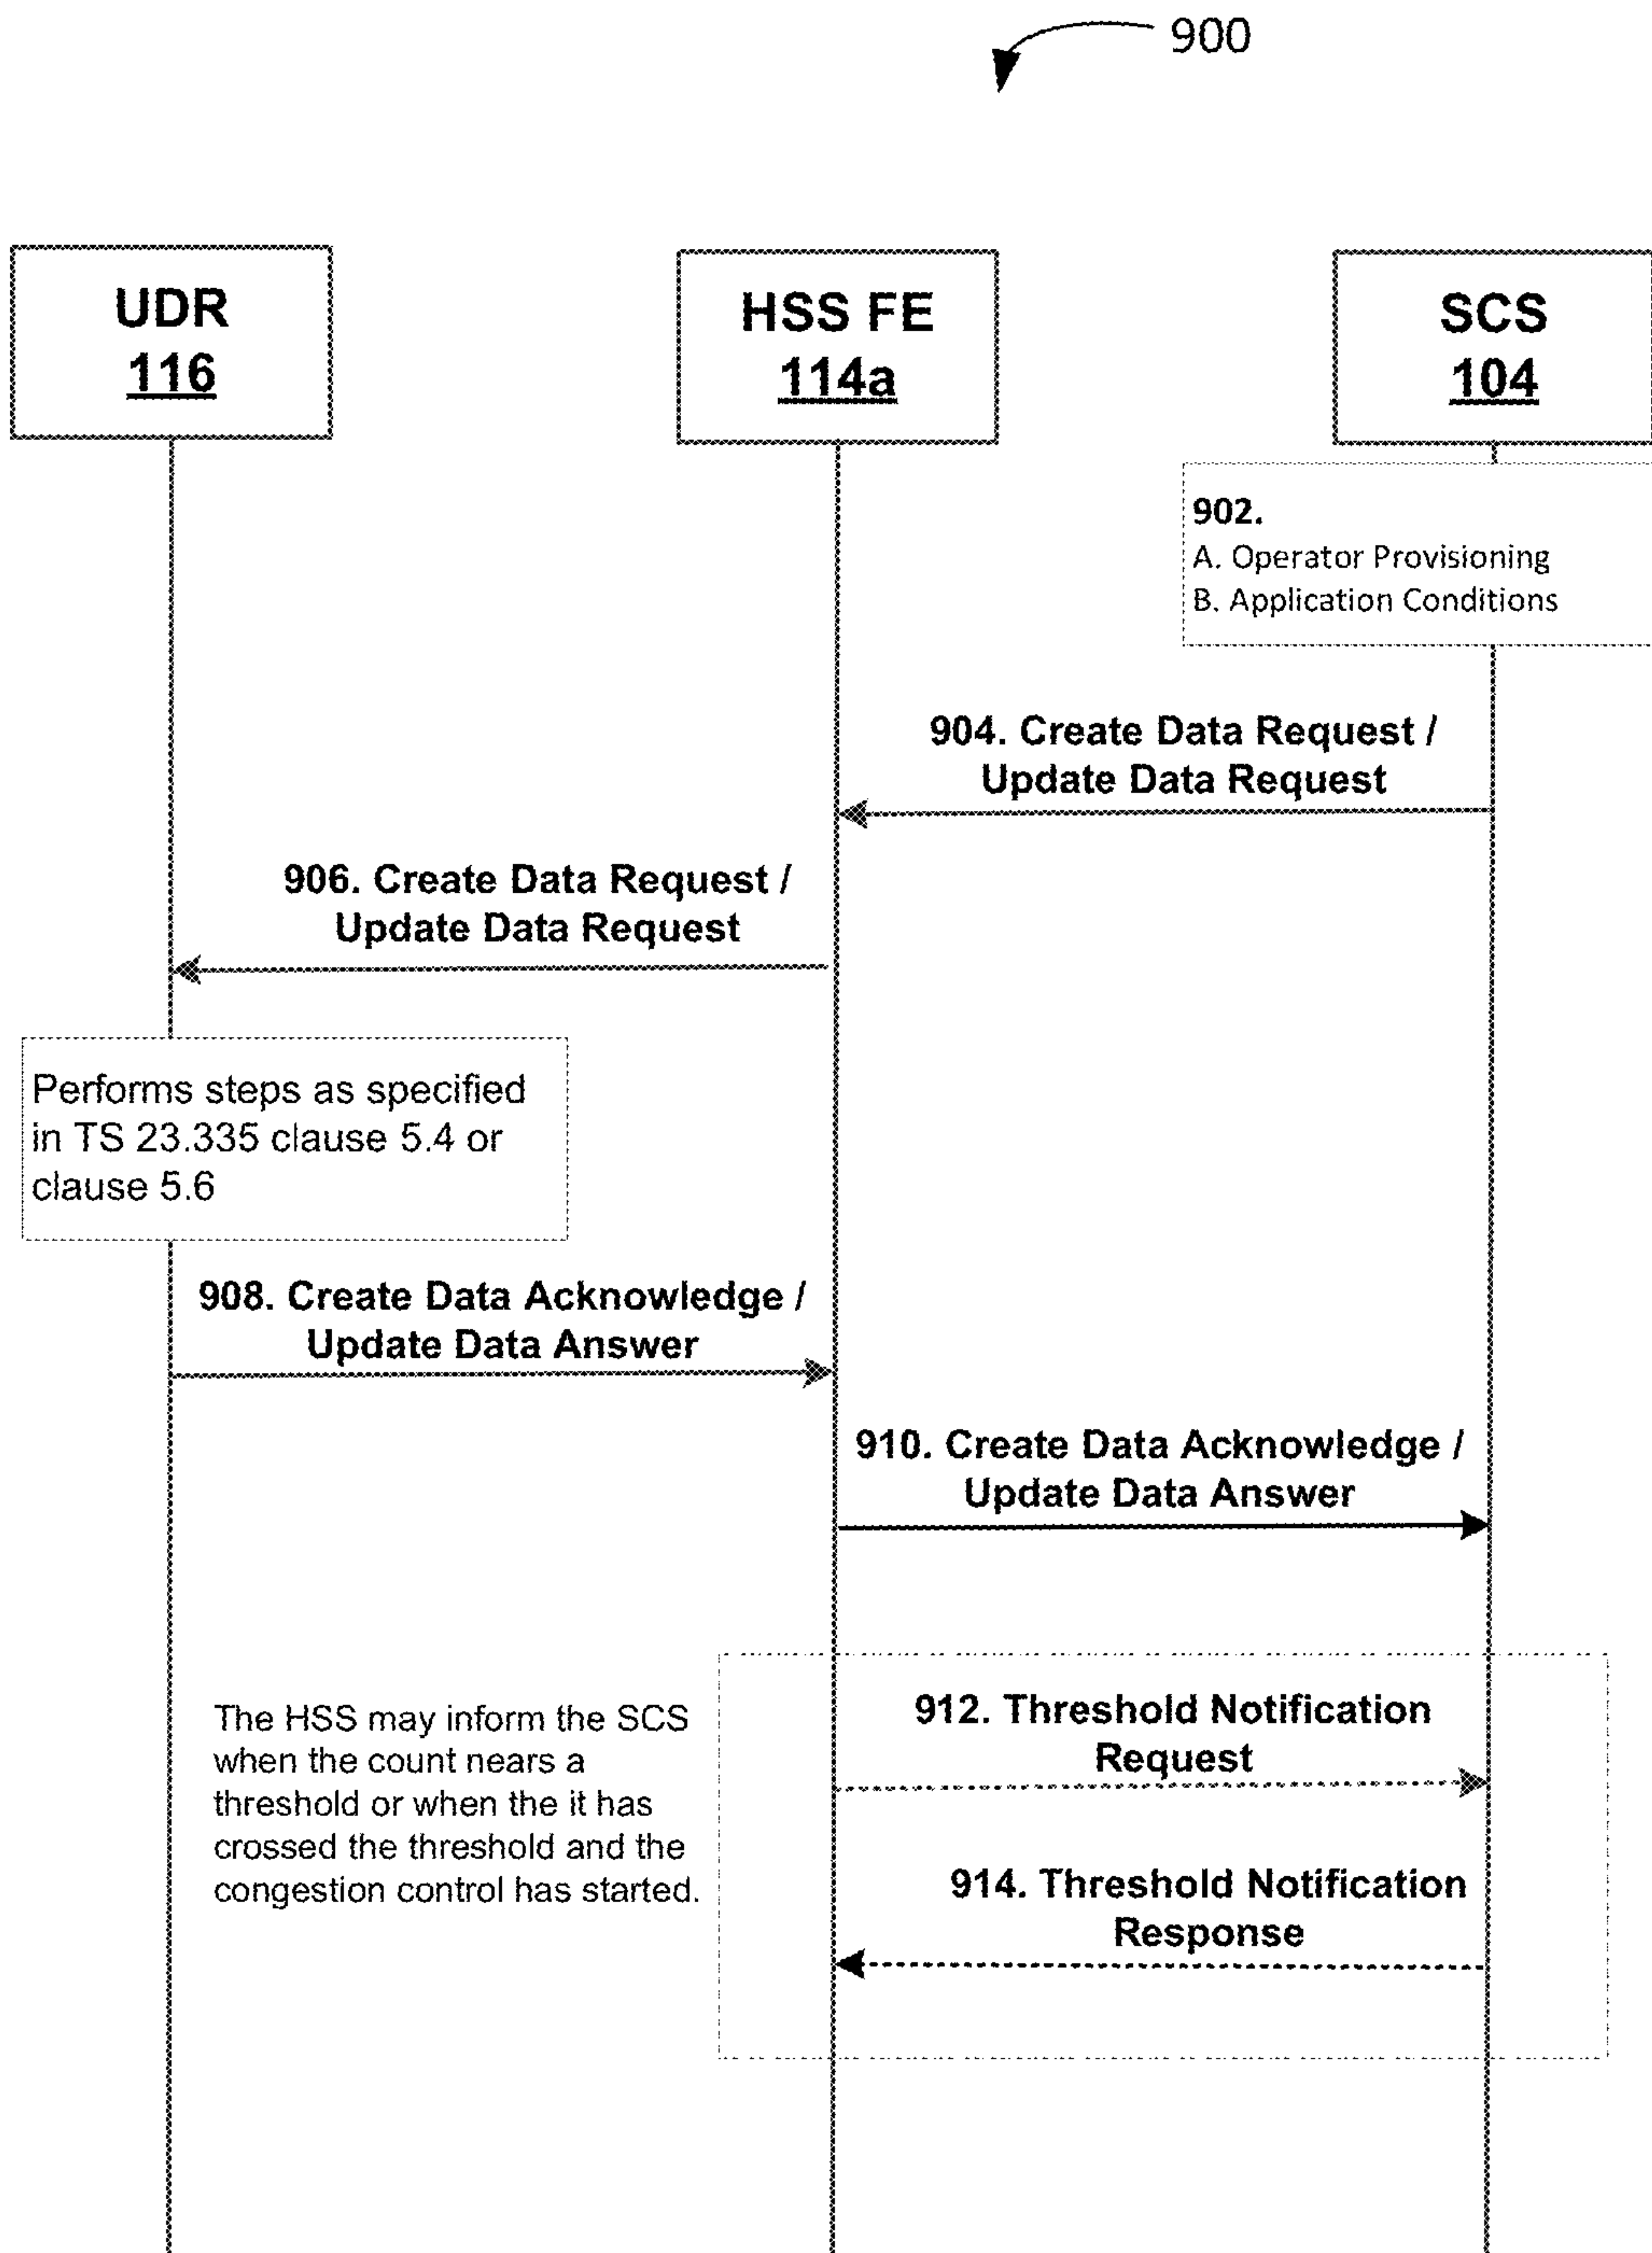 900
UDR
116
HSS FE
114a
SCS
104
902.
A. Operator Provisioning
B. Application Conditions
904. Create Data Request /
Update Data Request
906. Create Data Request /
Update Data Request
Performs steps as specified
in TS 23.335 clause 5.4 or
clause 5.6
908. Create Data Acknowledge /
Update Data Answer
910. Create Data Acknowledge /
Update Data Answer
The HSS may inform the SCS
when the count nears a
threshold or when the it has
crossed the threshold and the
congestion control has started.
912. Threshold Notification
Request
914. Threshold Notification
Response